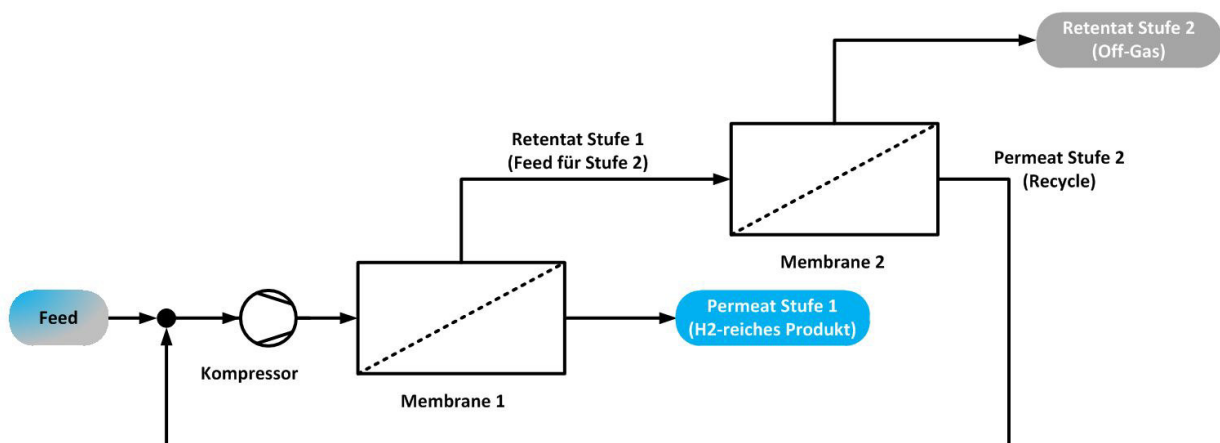 Retentat Stufe 2
(Off-Gas)
Retentat Stufe 1
(Feed für Stufe 2)
Permeat Stufe 2
(Recycle)
Membrane 2
Feed
Permeat Stufe 1
(H2-reiches Produkt)
Kompressor
Membrane 1